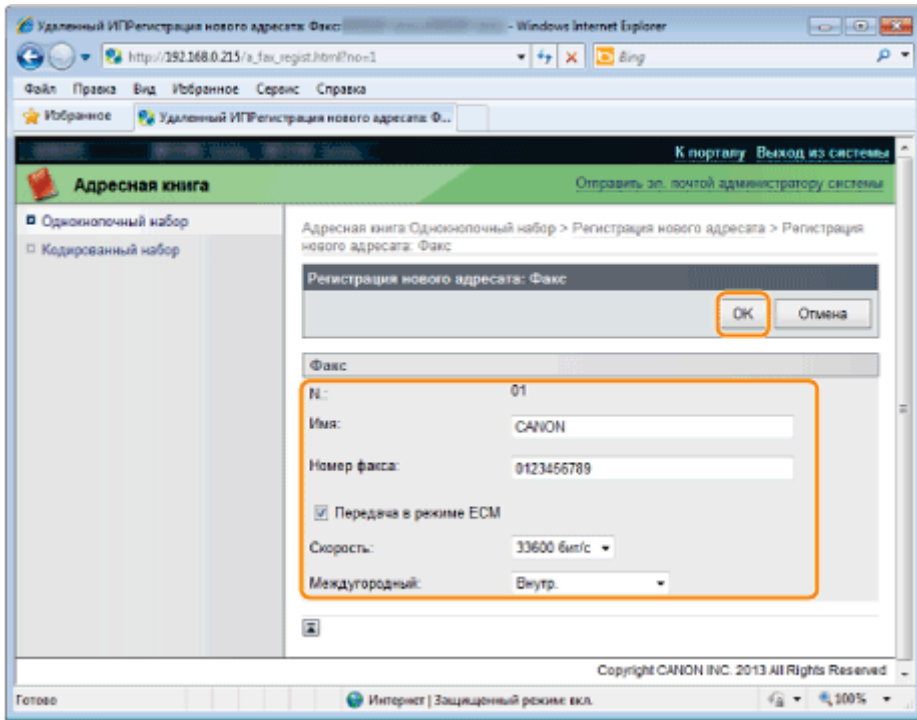 Удаленный ИПРегистрация нового адресата: Факс: - Windows Internet Explorer
http://192.168.0.215/a_fax_regist.html?no=1
Bing
Файл Правка Вид Избранное Сервис Справка
Избранное Удаленный ИПРегистрация нового адресата: Ф...
К порталу Выход из системы
Адресная книга Отправить эл. почтой администратору системы
Однокнопочный набор
Кодированный набор
Адресная книга:Однокнопочный набор > Регистрация нового адресата > Регистрация
нового адресата: Факс
Регистрация нового адресата: Факс
OK Отмена
Факс
N.: 01
Имя: CANON
Номер факса: 0123456789
Передача в режиме ECM
Скорость: 33600 бит/с
Междугородный: Внутр.
Copyright CANON INC. 2013 All Rights Reserved
Готово Интернет | Защищенный режим: вкл. 100%